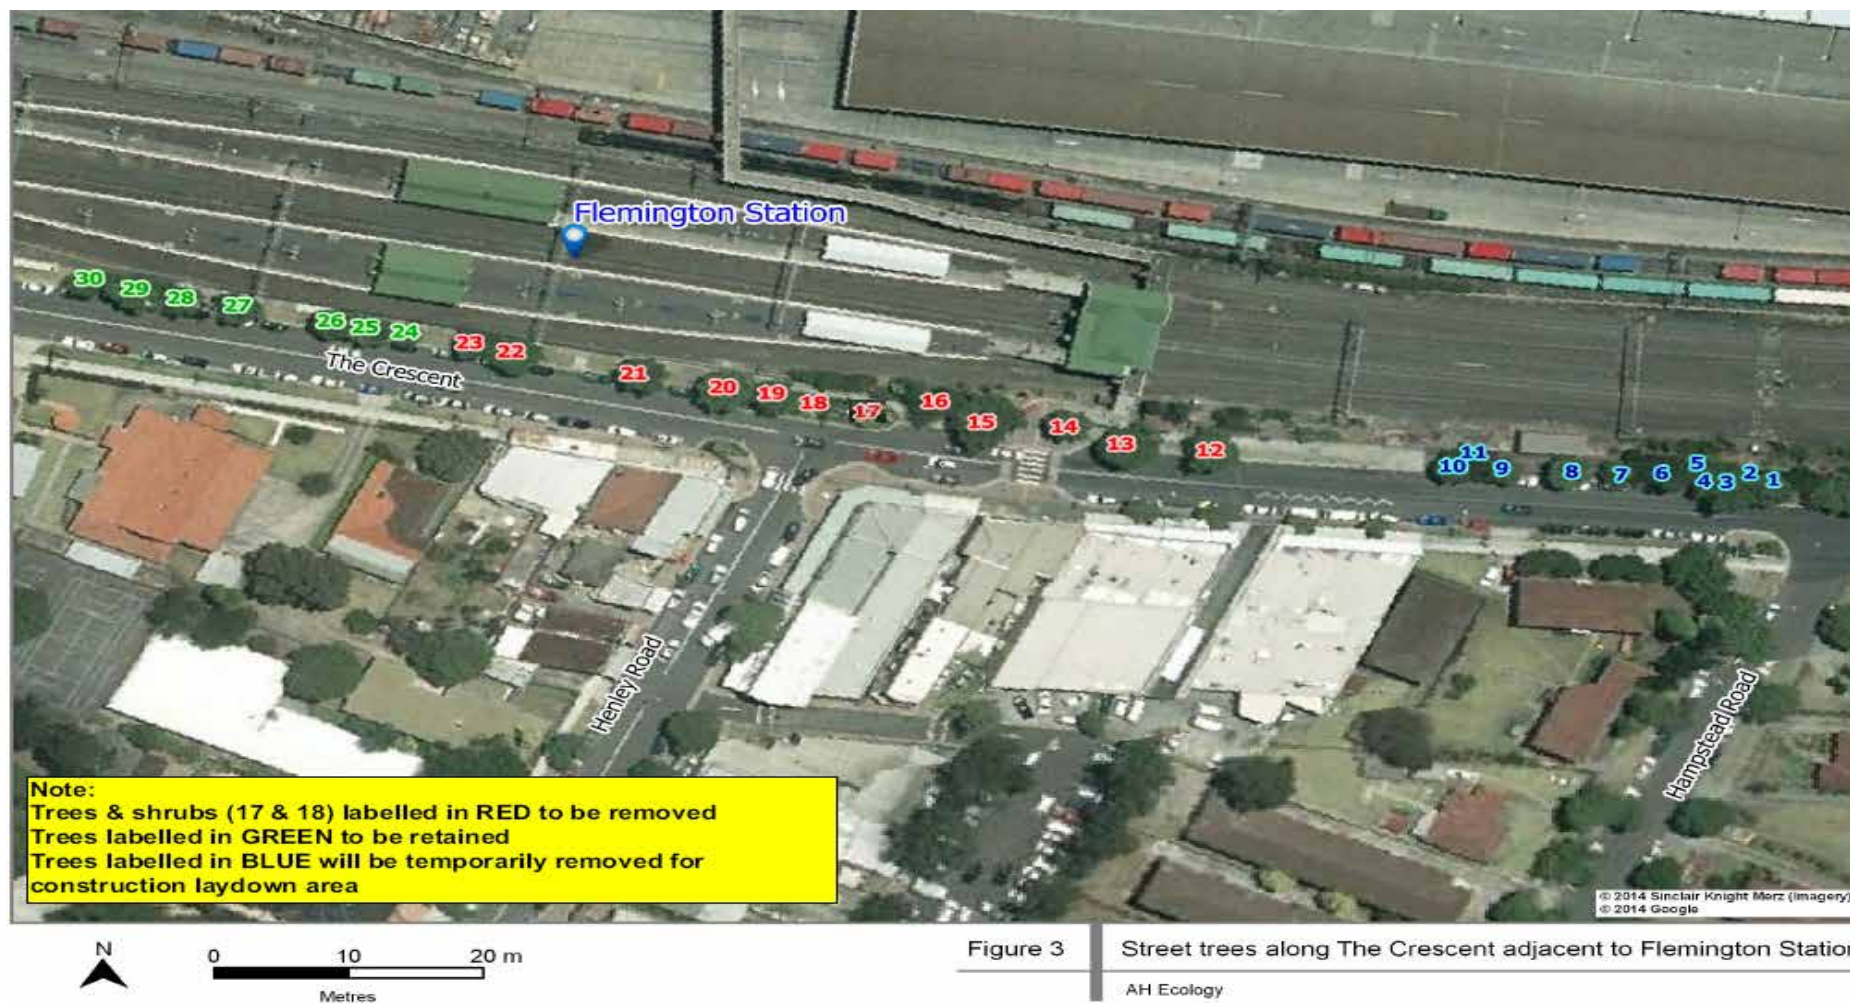 Flemington Station
30
29
28
27
26
25
24
23
22
21
20
19
18
17
16
15
14
13
12
11
10
9
8
7
6
5
4
3
2
1
The Crescent
Henley Road
Hampstead Road
Note:
Trees & shrubs (17 & 18) labelled in RED to be removed
Trees labelled in GREEN to be retained
Trees labelled in BLUE will be temporarily removed for
construction laydown area
© 2014 Sinclair Knight Merz (Imagery)
© 2014 Google
N
0 10 20 m
Metres
Figure 3
Street trees along The Crescent adjacent to Flemington Station
AH Ecology